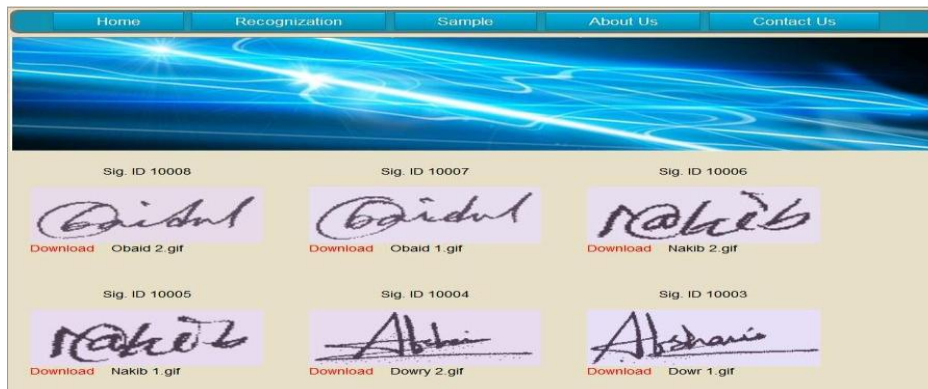 Home Recognization Sample About Us Contact Us
Sig. ID 10008 Sig. ID 10007 Sig. ID 10006
Nakib
Download Obaid 2.gif Download Obaid 1.gif Download Nakib 2.gif
Sig. ID 10005 Sig. ID 10004 Sig. ID 10003
Nakib
Download Nakib 1.gif Download Dowry 2.gif Download Dowr 1.gif